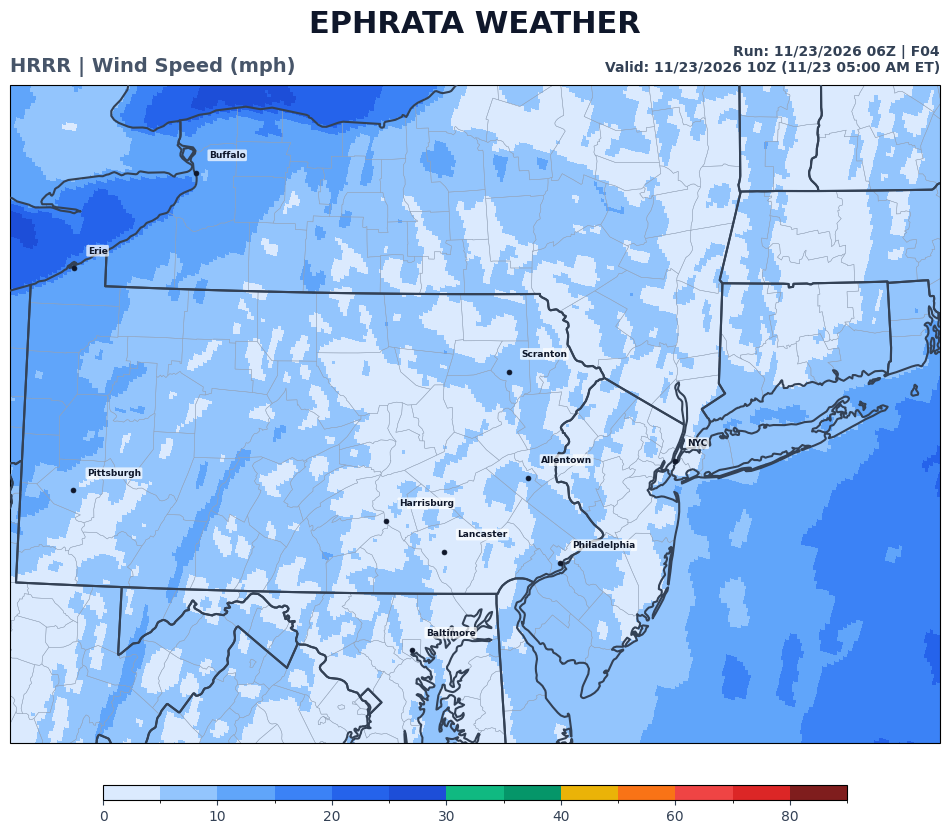 EPHRATA WEATHER
HRRR | Wind Speed (mph)
Run: 11/23/2026 06Z | F04
Valid: 11/23/2026 10Z (11/23 05:00 AM ET)
Buffalo
Erie
Scranton
NYC
Allentown
Pittsburgh
Harrisburg
Lancaster
Philadelphia
Baltimore
0 10 20 30 40 50 60 70 80